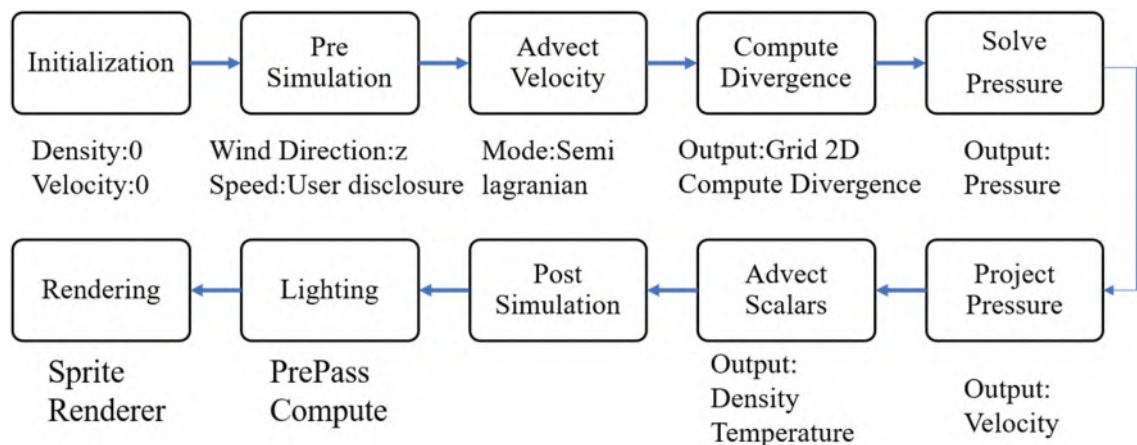 Initialization
Pre
Simulation
Advect
Velocity
Compute
Divergence
Solve
Pressure
Density:0
Velocity:0
Wind Direction:z
Speed:User disclosure
Mode:Semi
lagranian
Output:Grid 2D
Compute Divergence
Output:
Pressure
Rendering
Lighting
Post
Simulation
Advect
Scalars
Project
Pressure
Sprite
Renderer
PrePass
Compute
Output:
Density
Temperature
Output:
Velocity